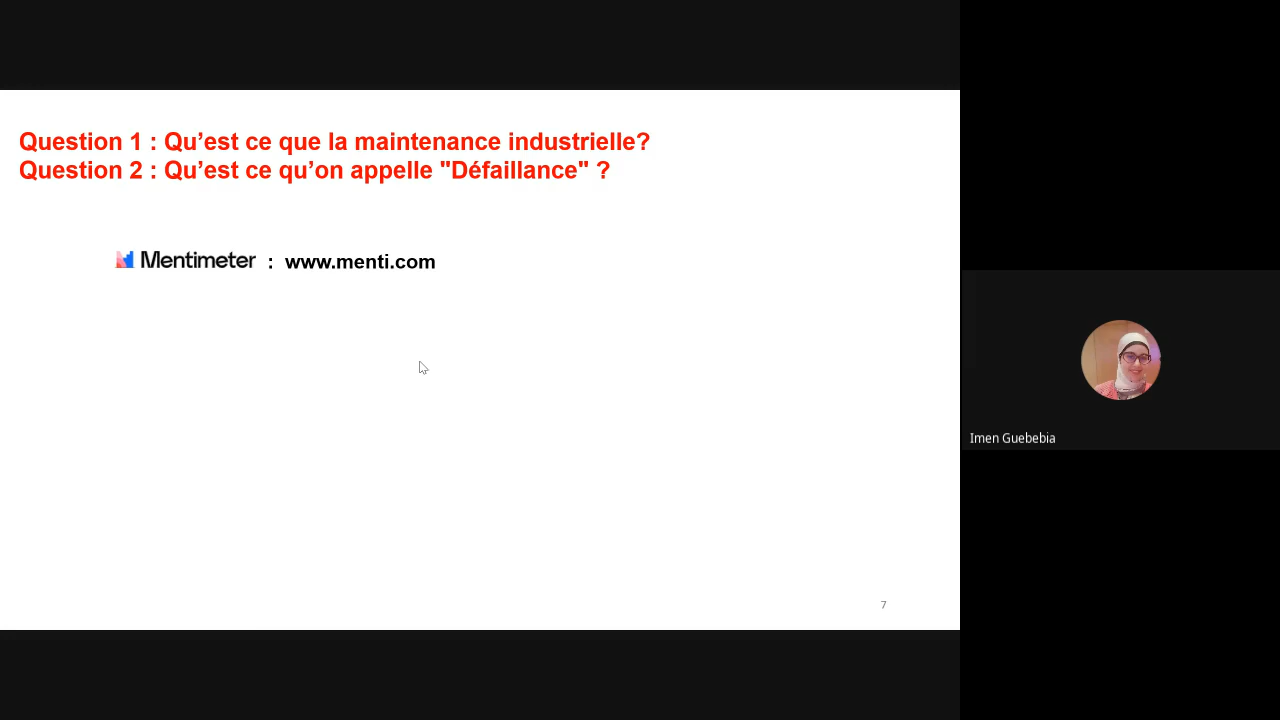 Question 1 : Qu’est ce que la maintenance industrielle?
Question 2 : Qu’est ce qu’on appelle "Défaillance" ?
Mentimeter : www.menti.com
Imen Guebebia
7